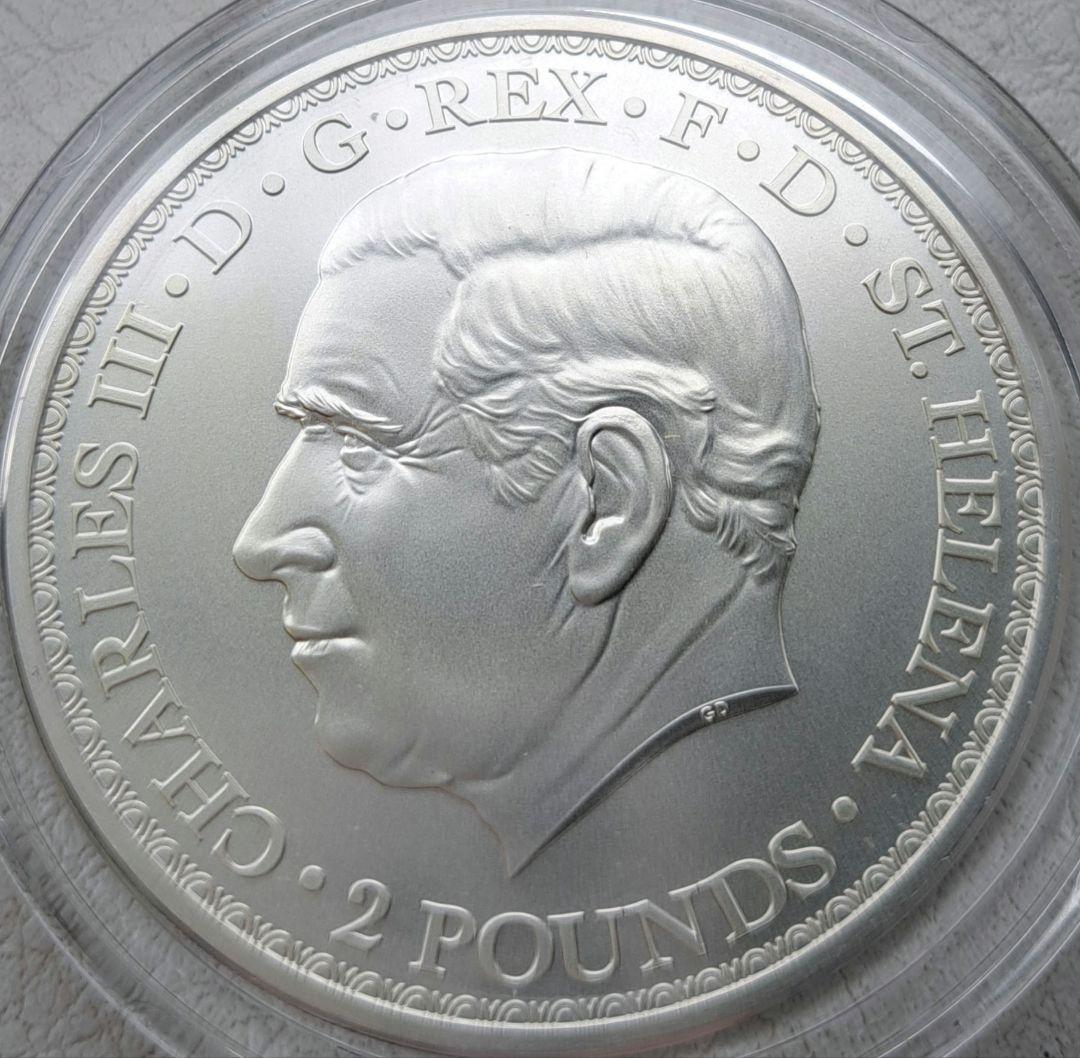 CHARLES III · D · G · REX · F · D · ST. HELENA · 2 POUNDS ·
GD